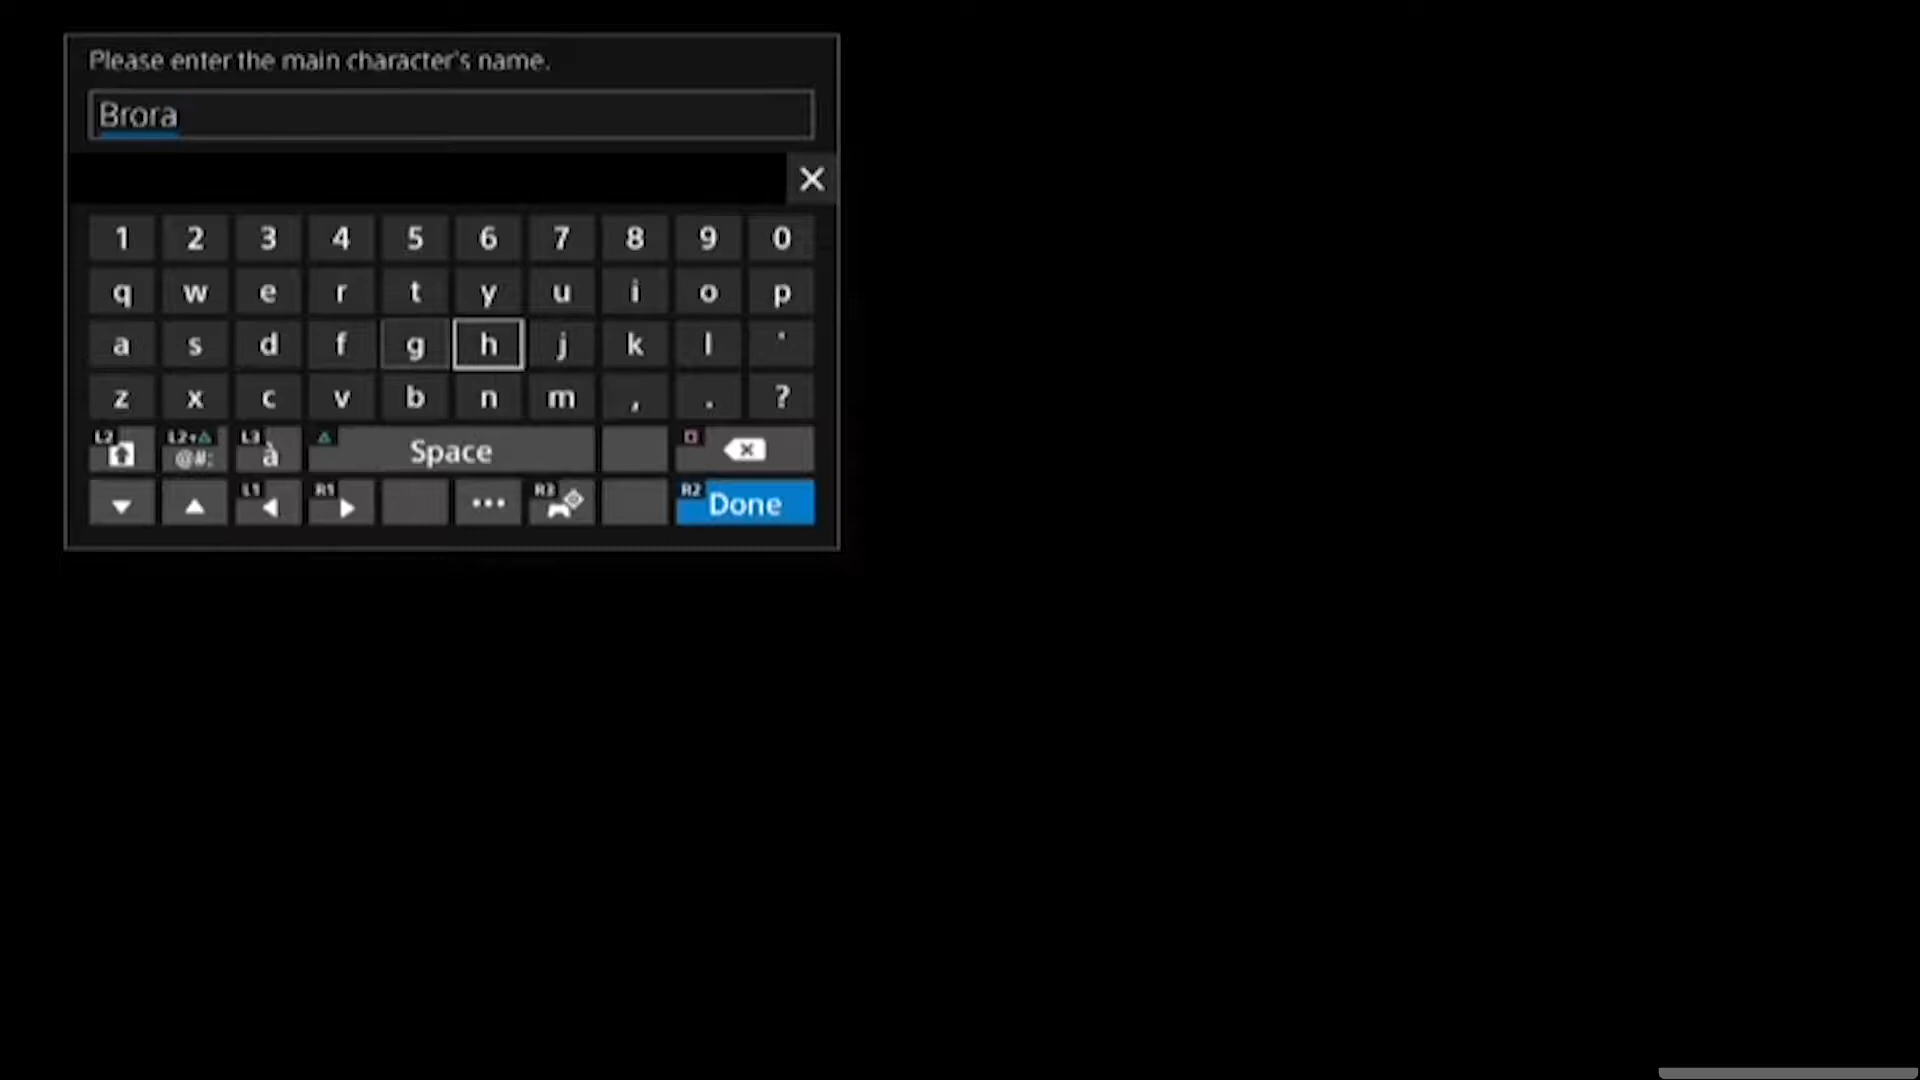 Please enter the main character's name.
Brora
1 2 3 4 5 6 7 8 9 0
q w e r t y u i o p
a s d f g h j k l '
z x c v b n m , . ?
L2 L2+△ @#: L3 à △ Space □
L1 R1 ... R3 R2 Done